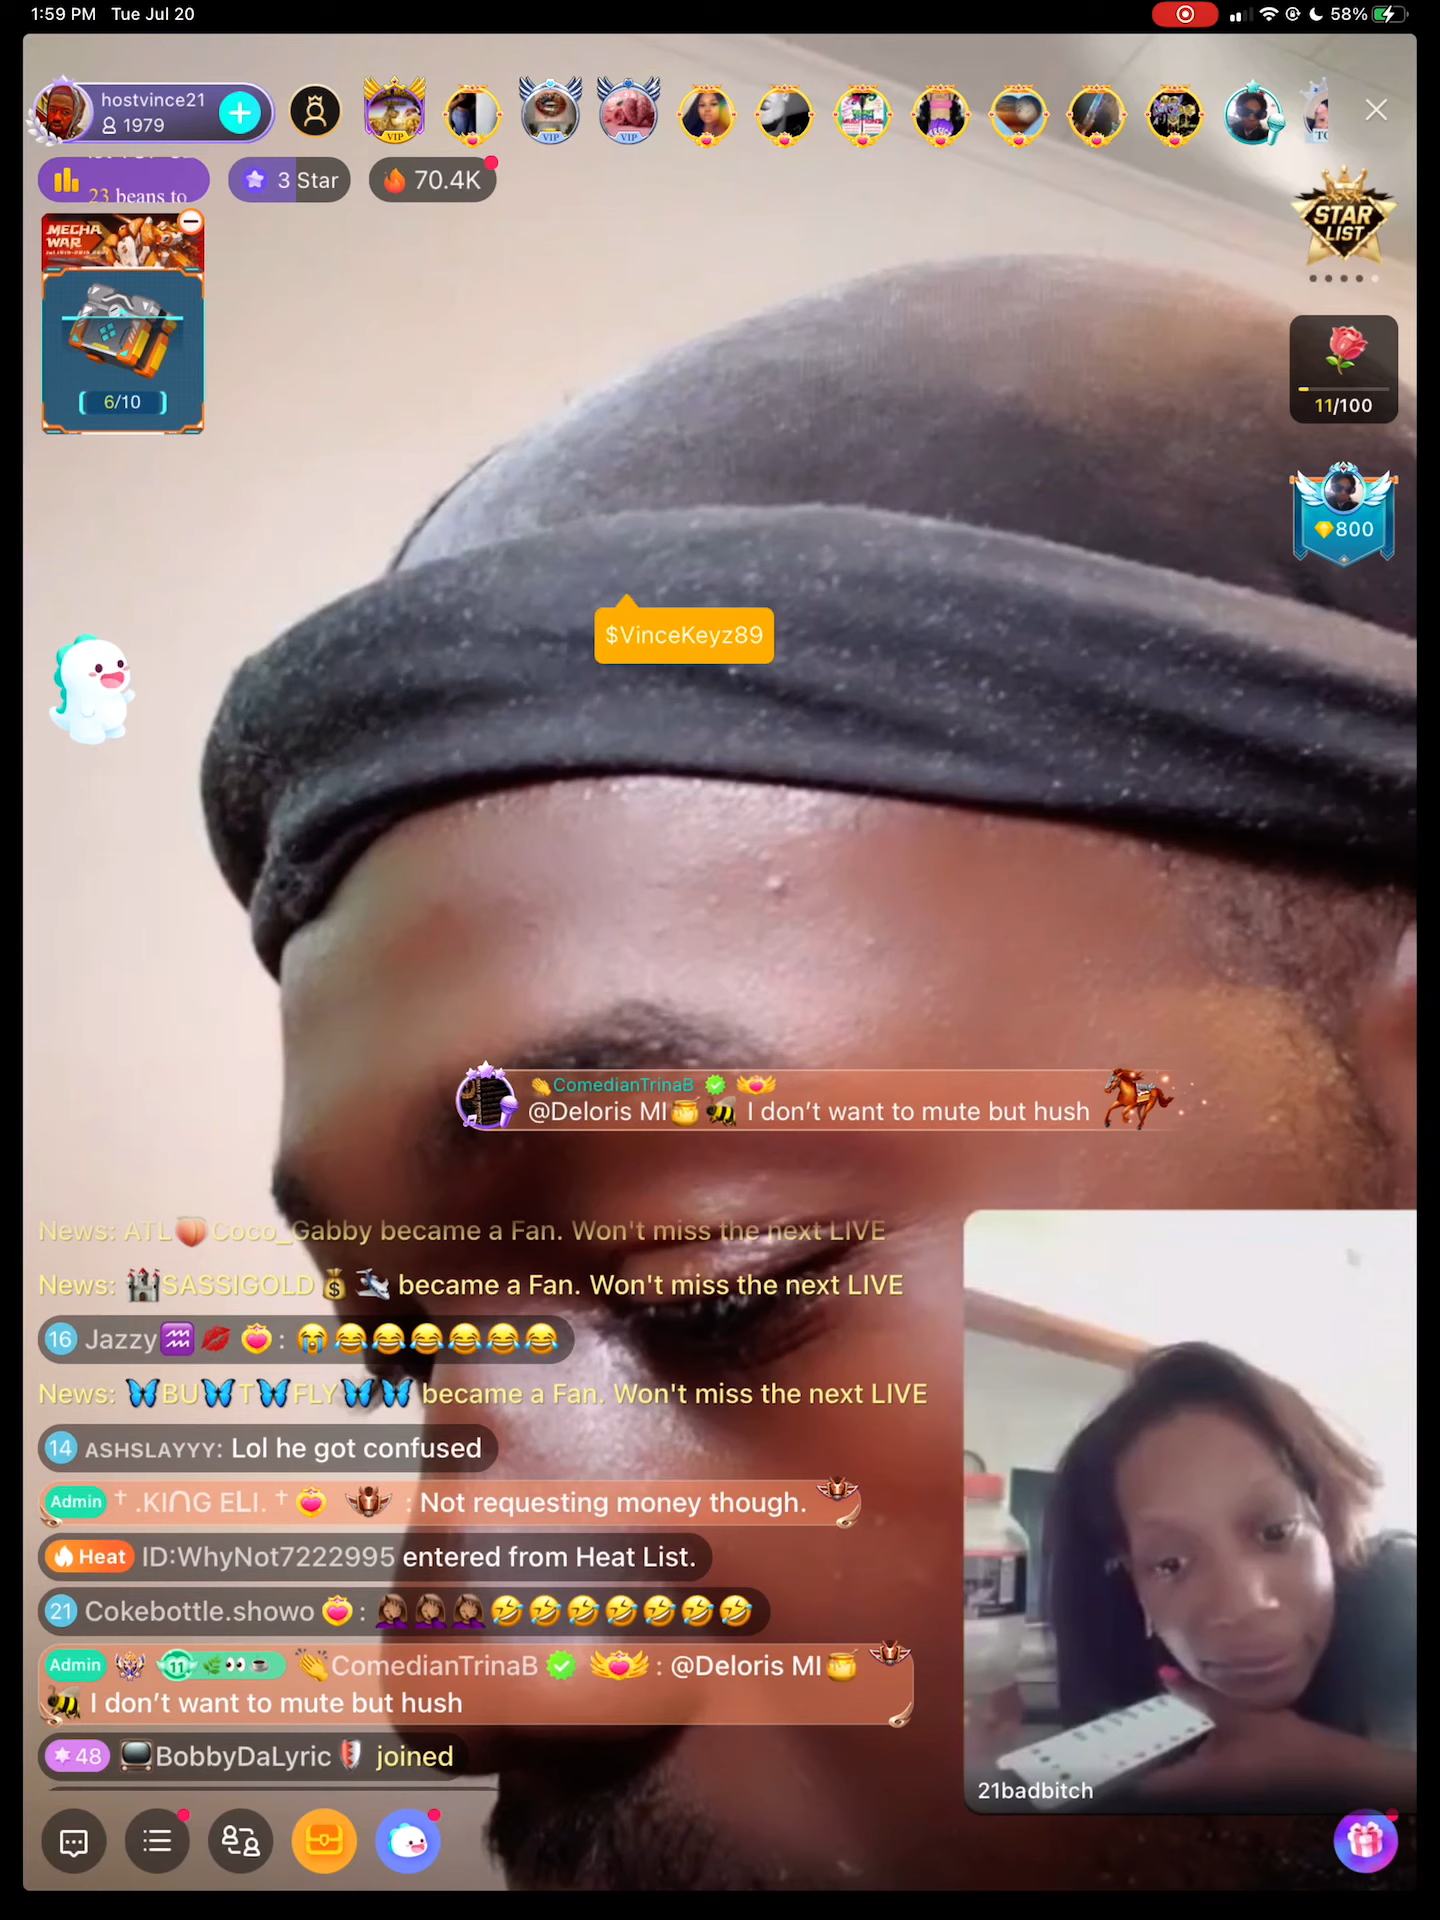 1:59 PM Tue Jul 20
58%
hostvince21
1979
VIP
VIP
VIP
23 beans to
3 Star
70.4K
MECHA
WAR
6/10
STAR
LIST
11/100
800
$VinceKeyz89
👏ComedianTrinaB
@Deloris MI🍯🐝 I don't want to mute but hush
News: ATL🍑Coco_Gabby became a Fan. Won't miss the next LIVE
News: 🏰SASSIGOLD💰🛩 became a Fan. Won't miss the next LIVE
16 Jazzy♒💋 : 😭😂😂😂😂😂😂
News: 🦋BU🦋T🦋FLY🦋🦋 became a Fan. Won't miss the next LIVE
14 ASHSLAYYY: Lol he got confused
Admin † .KIПG ELI. † : Not requesting money though.
Heat ID:WhyNot7222995 entered from Heat List.
21 Cokebottle.showo : 🤦🏽‍♀️🤦🏽‍♀️🤦🏽‍♀️🤣🤣🤣🤣🤣🤣🤣
Admin 11 🌿👀☕ 👏ComedianTrinaB : @Deloris MI🍯
🐝 I don't want to mute but hush
48 📺BobbyDaLyric joined
21badbitch